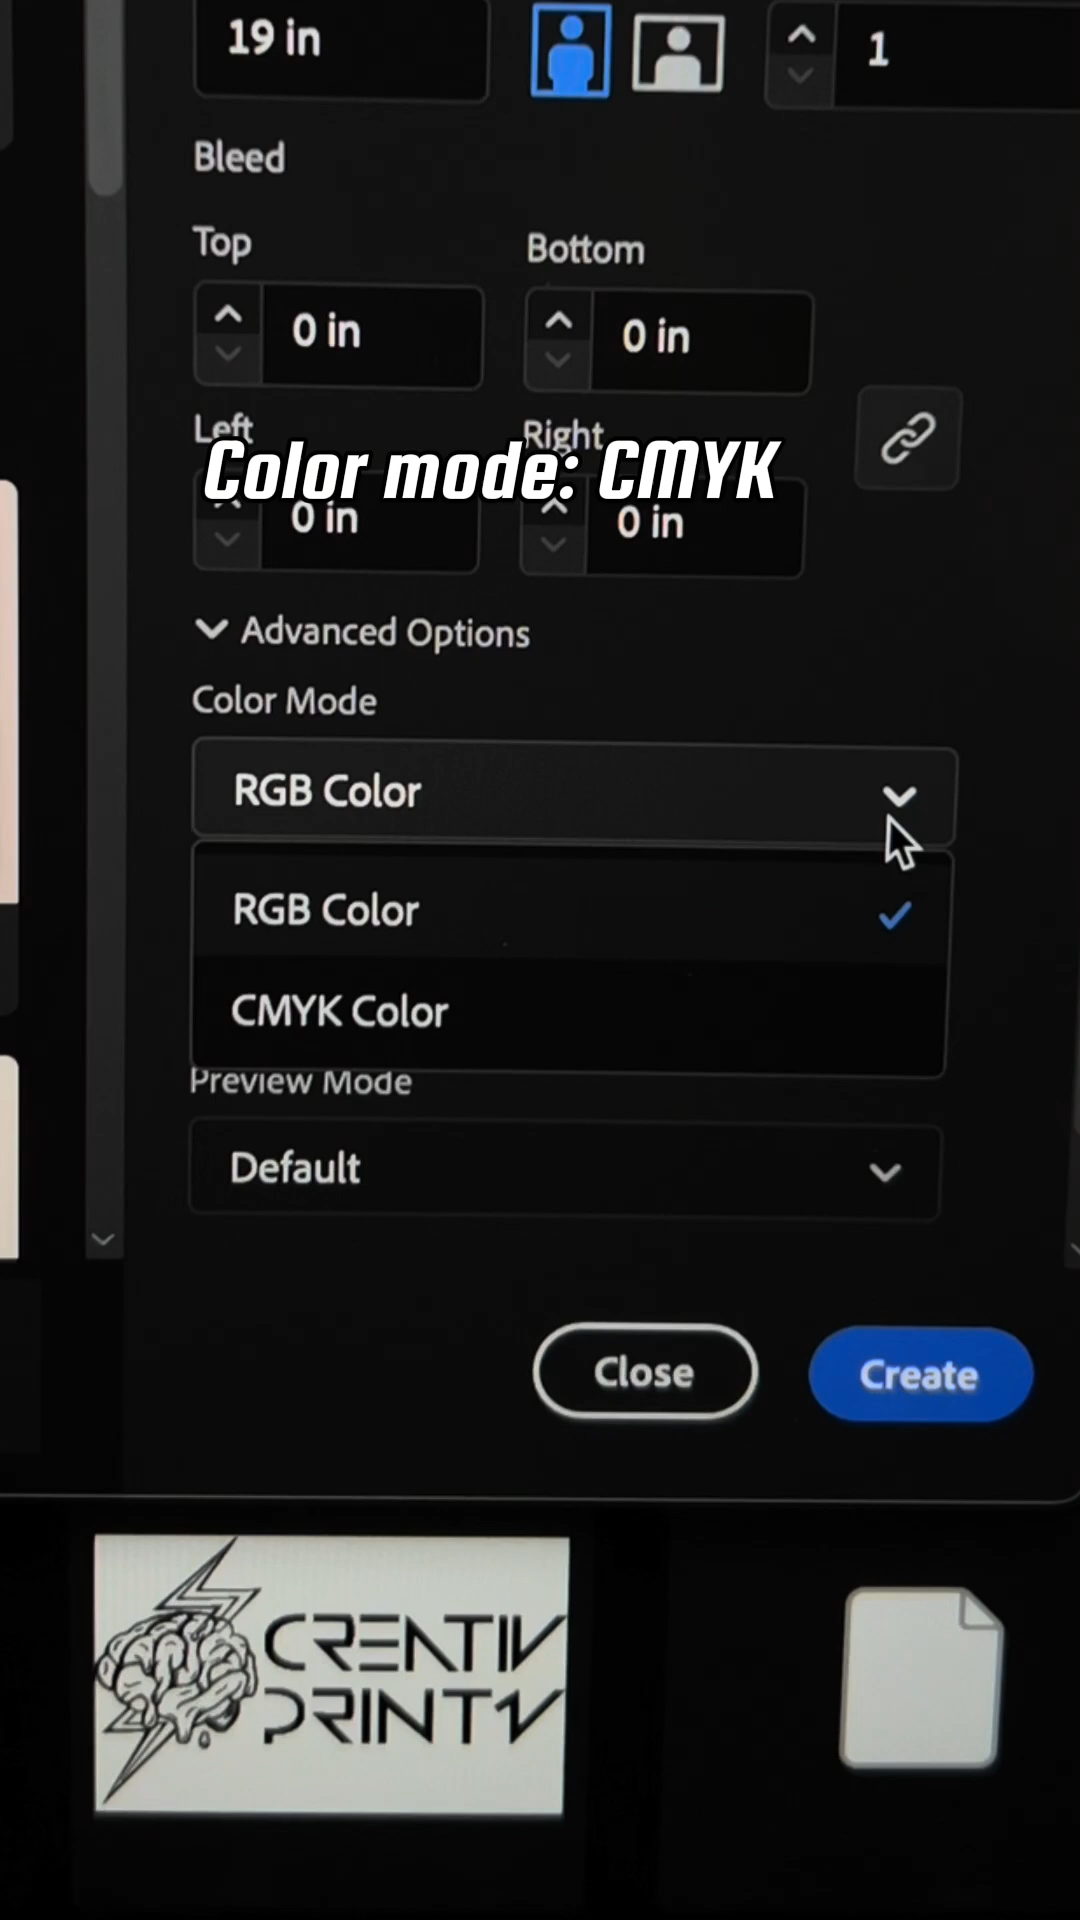 19 in
1
Bleed
Top
Bottom
0 in
0 in
Left
Right
Color mode: CMYK
0 in
0 in
Advanced Options
Color Mode
RGB Color
RGB Color
CMYK Color
Preview Mode
Default
Close
Create
CREATIV
PRINTN